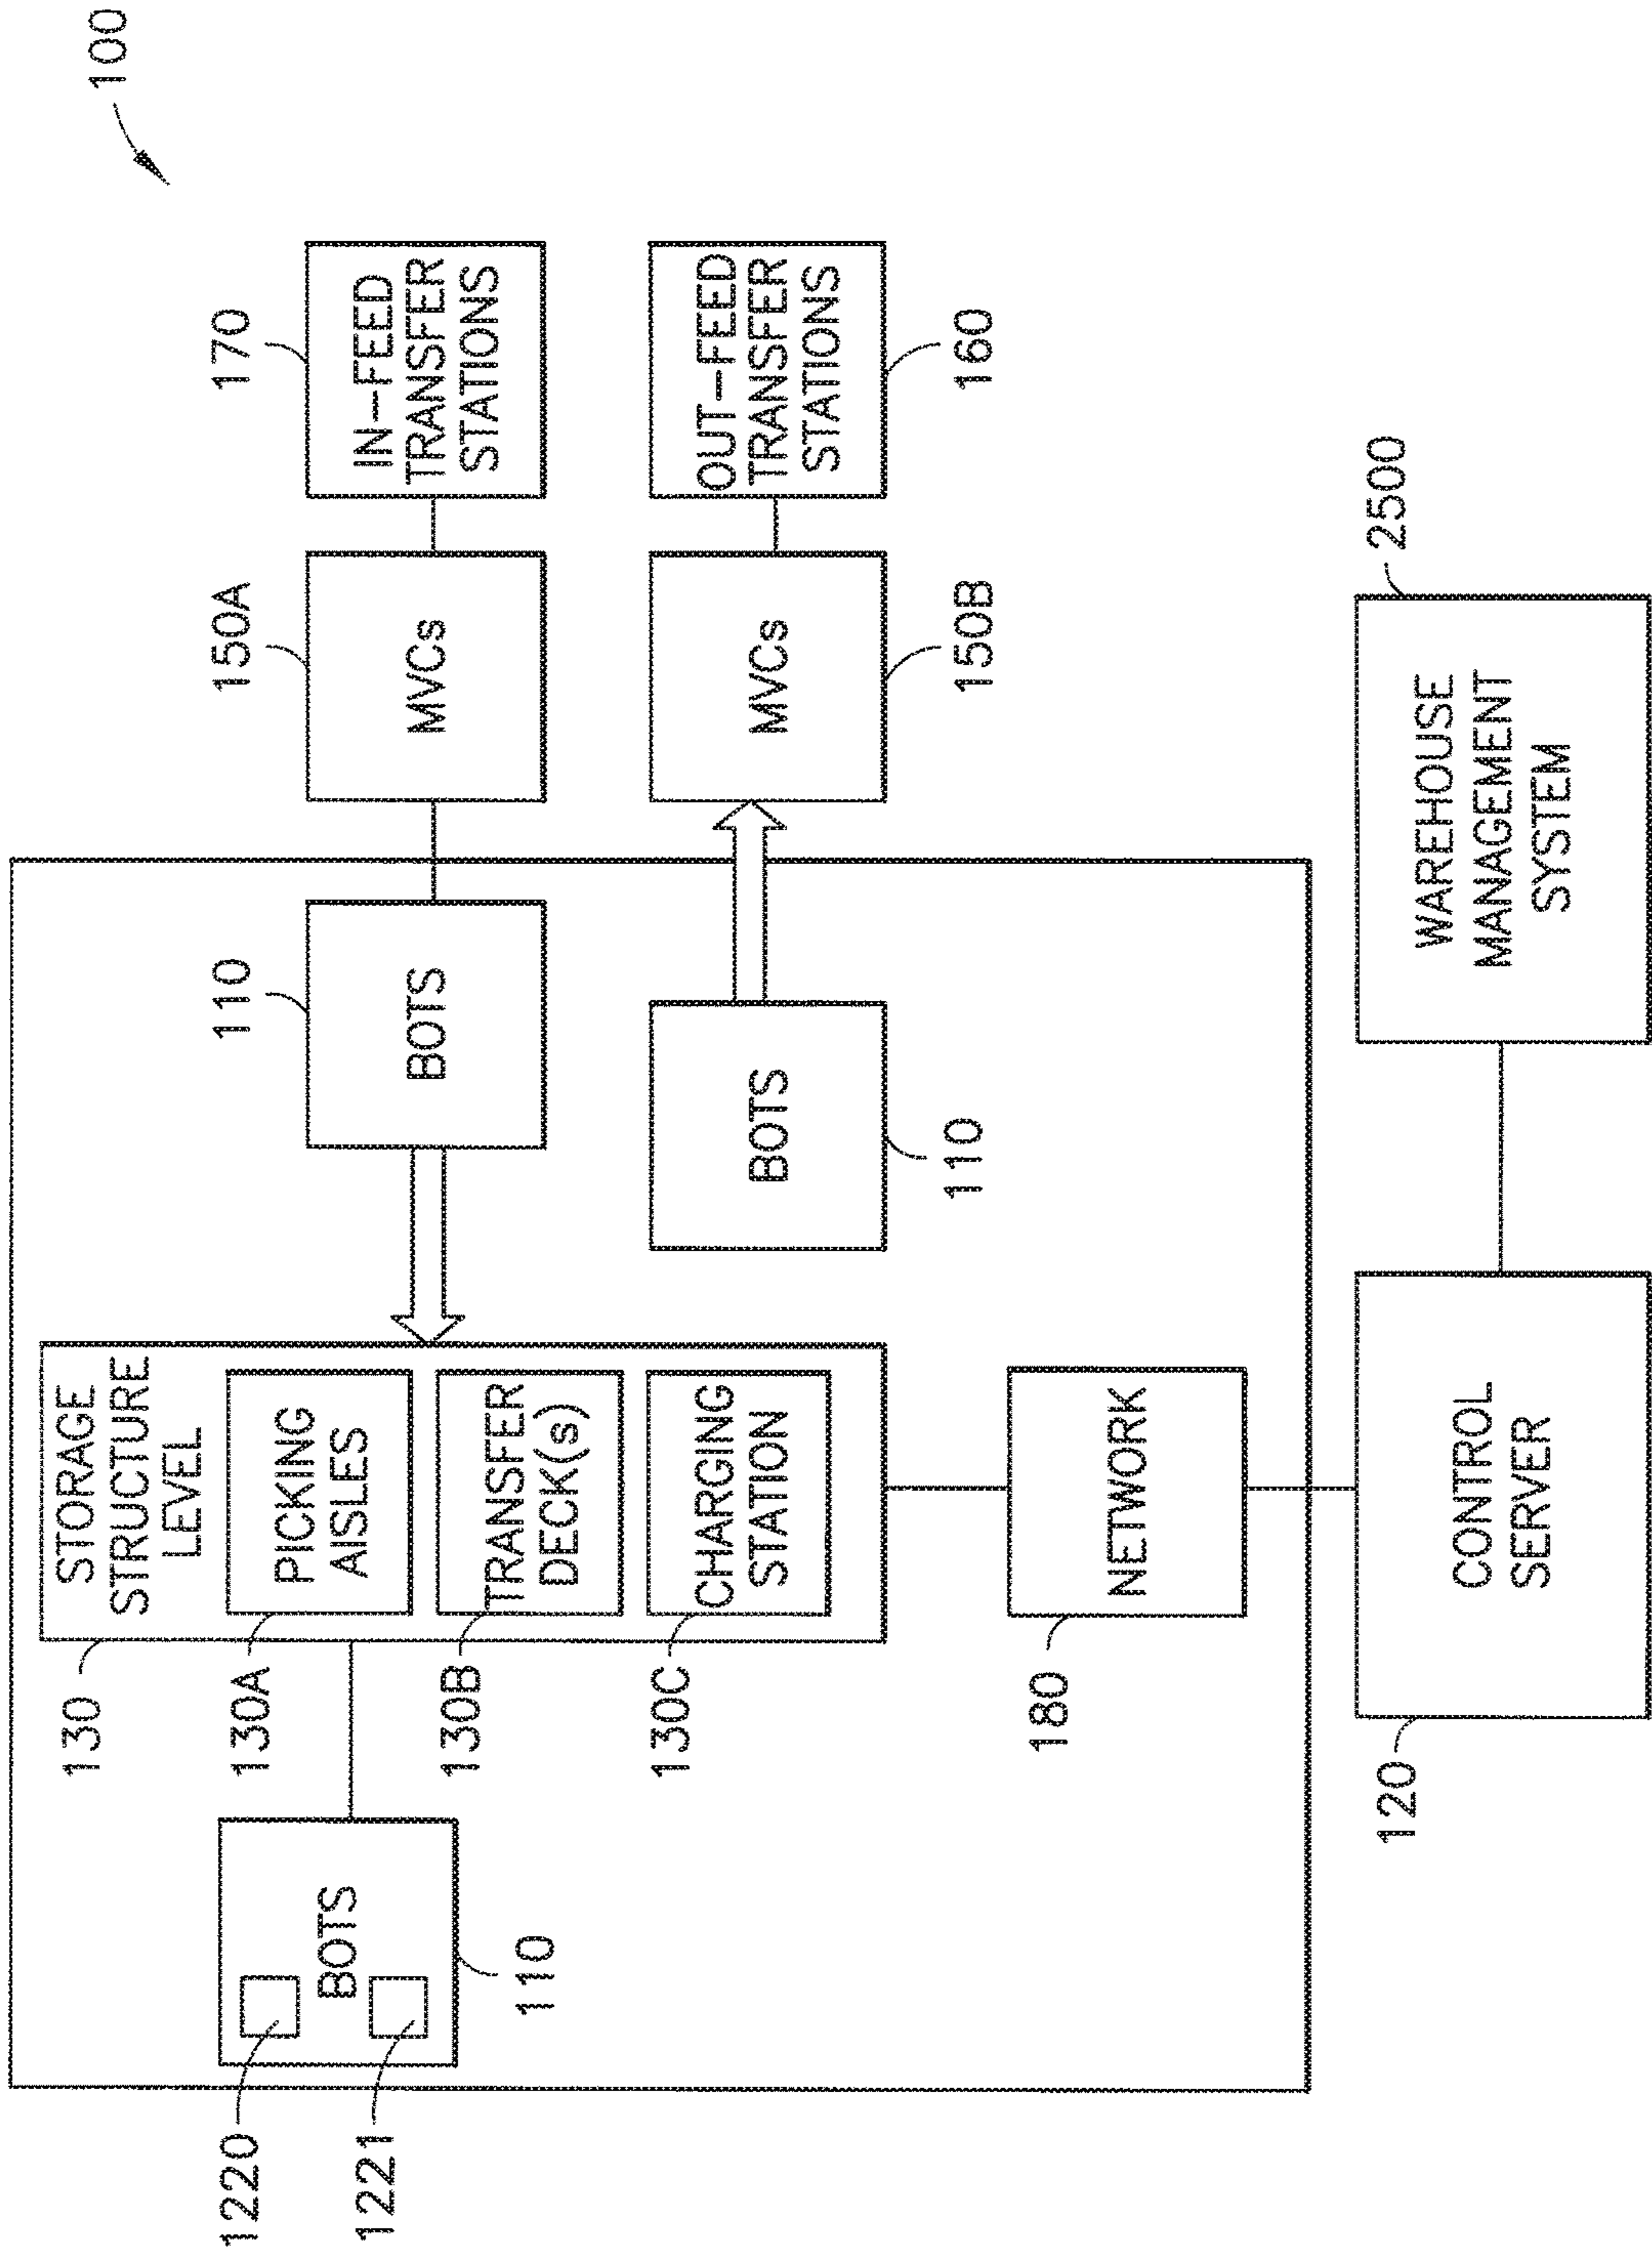 100
170
IN-FEED
TRANSFER
STATIONS
150A
MVCs
110
BOTS
OUT-FEED
TRANSFER
STATIONS
160
MVCs
150B
BOTS
110
STORAGE
STRUCTURE
LEVEL
130
PICKING
AISLES
130A
TRANSFER
DECK(s)
130B
CHARGING
STATION
130C
BOTS
110
1220
1221
NETWORK
180
CONTROL
SERVER
120
WAREHOUSE
MANAGEMENT
SYSTEM
2500